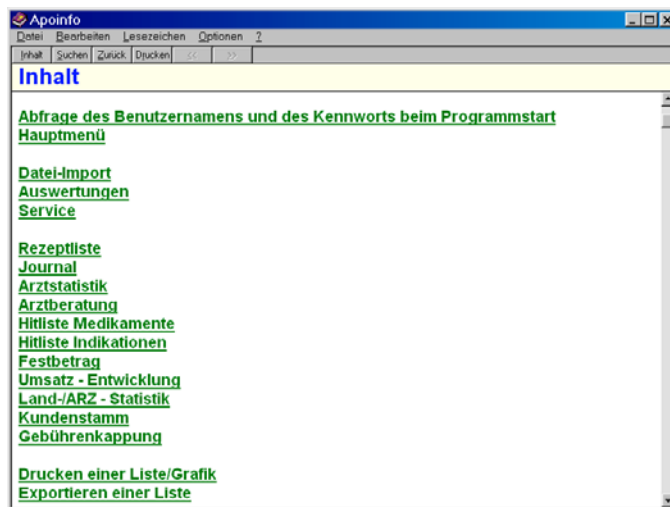 Apoinfo
Datei Bearbeiten Lesezeichen Optionen ?
Inhalt Suchen Zurück Drucken << >>
Inhalt
Abfrage des Benutzernamens und des Kennworts beim Programmstart
Hauptmenü
Datei-Import
Auswertungen
Service
Rezeptliste
Journal
Arztstatistik
Arztberatung
Hitliste Medikamente
Hitliste Indikationen
Festbetrag
Umsatz - Entwicklung
Land-/ARZ - Statistik
Kundenstamm
Gebührenkappung
Drucken einer Liste/Grafik
Exportieren einer Liste